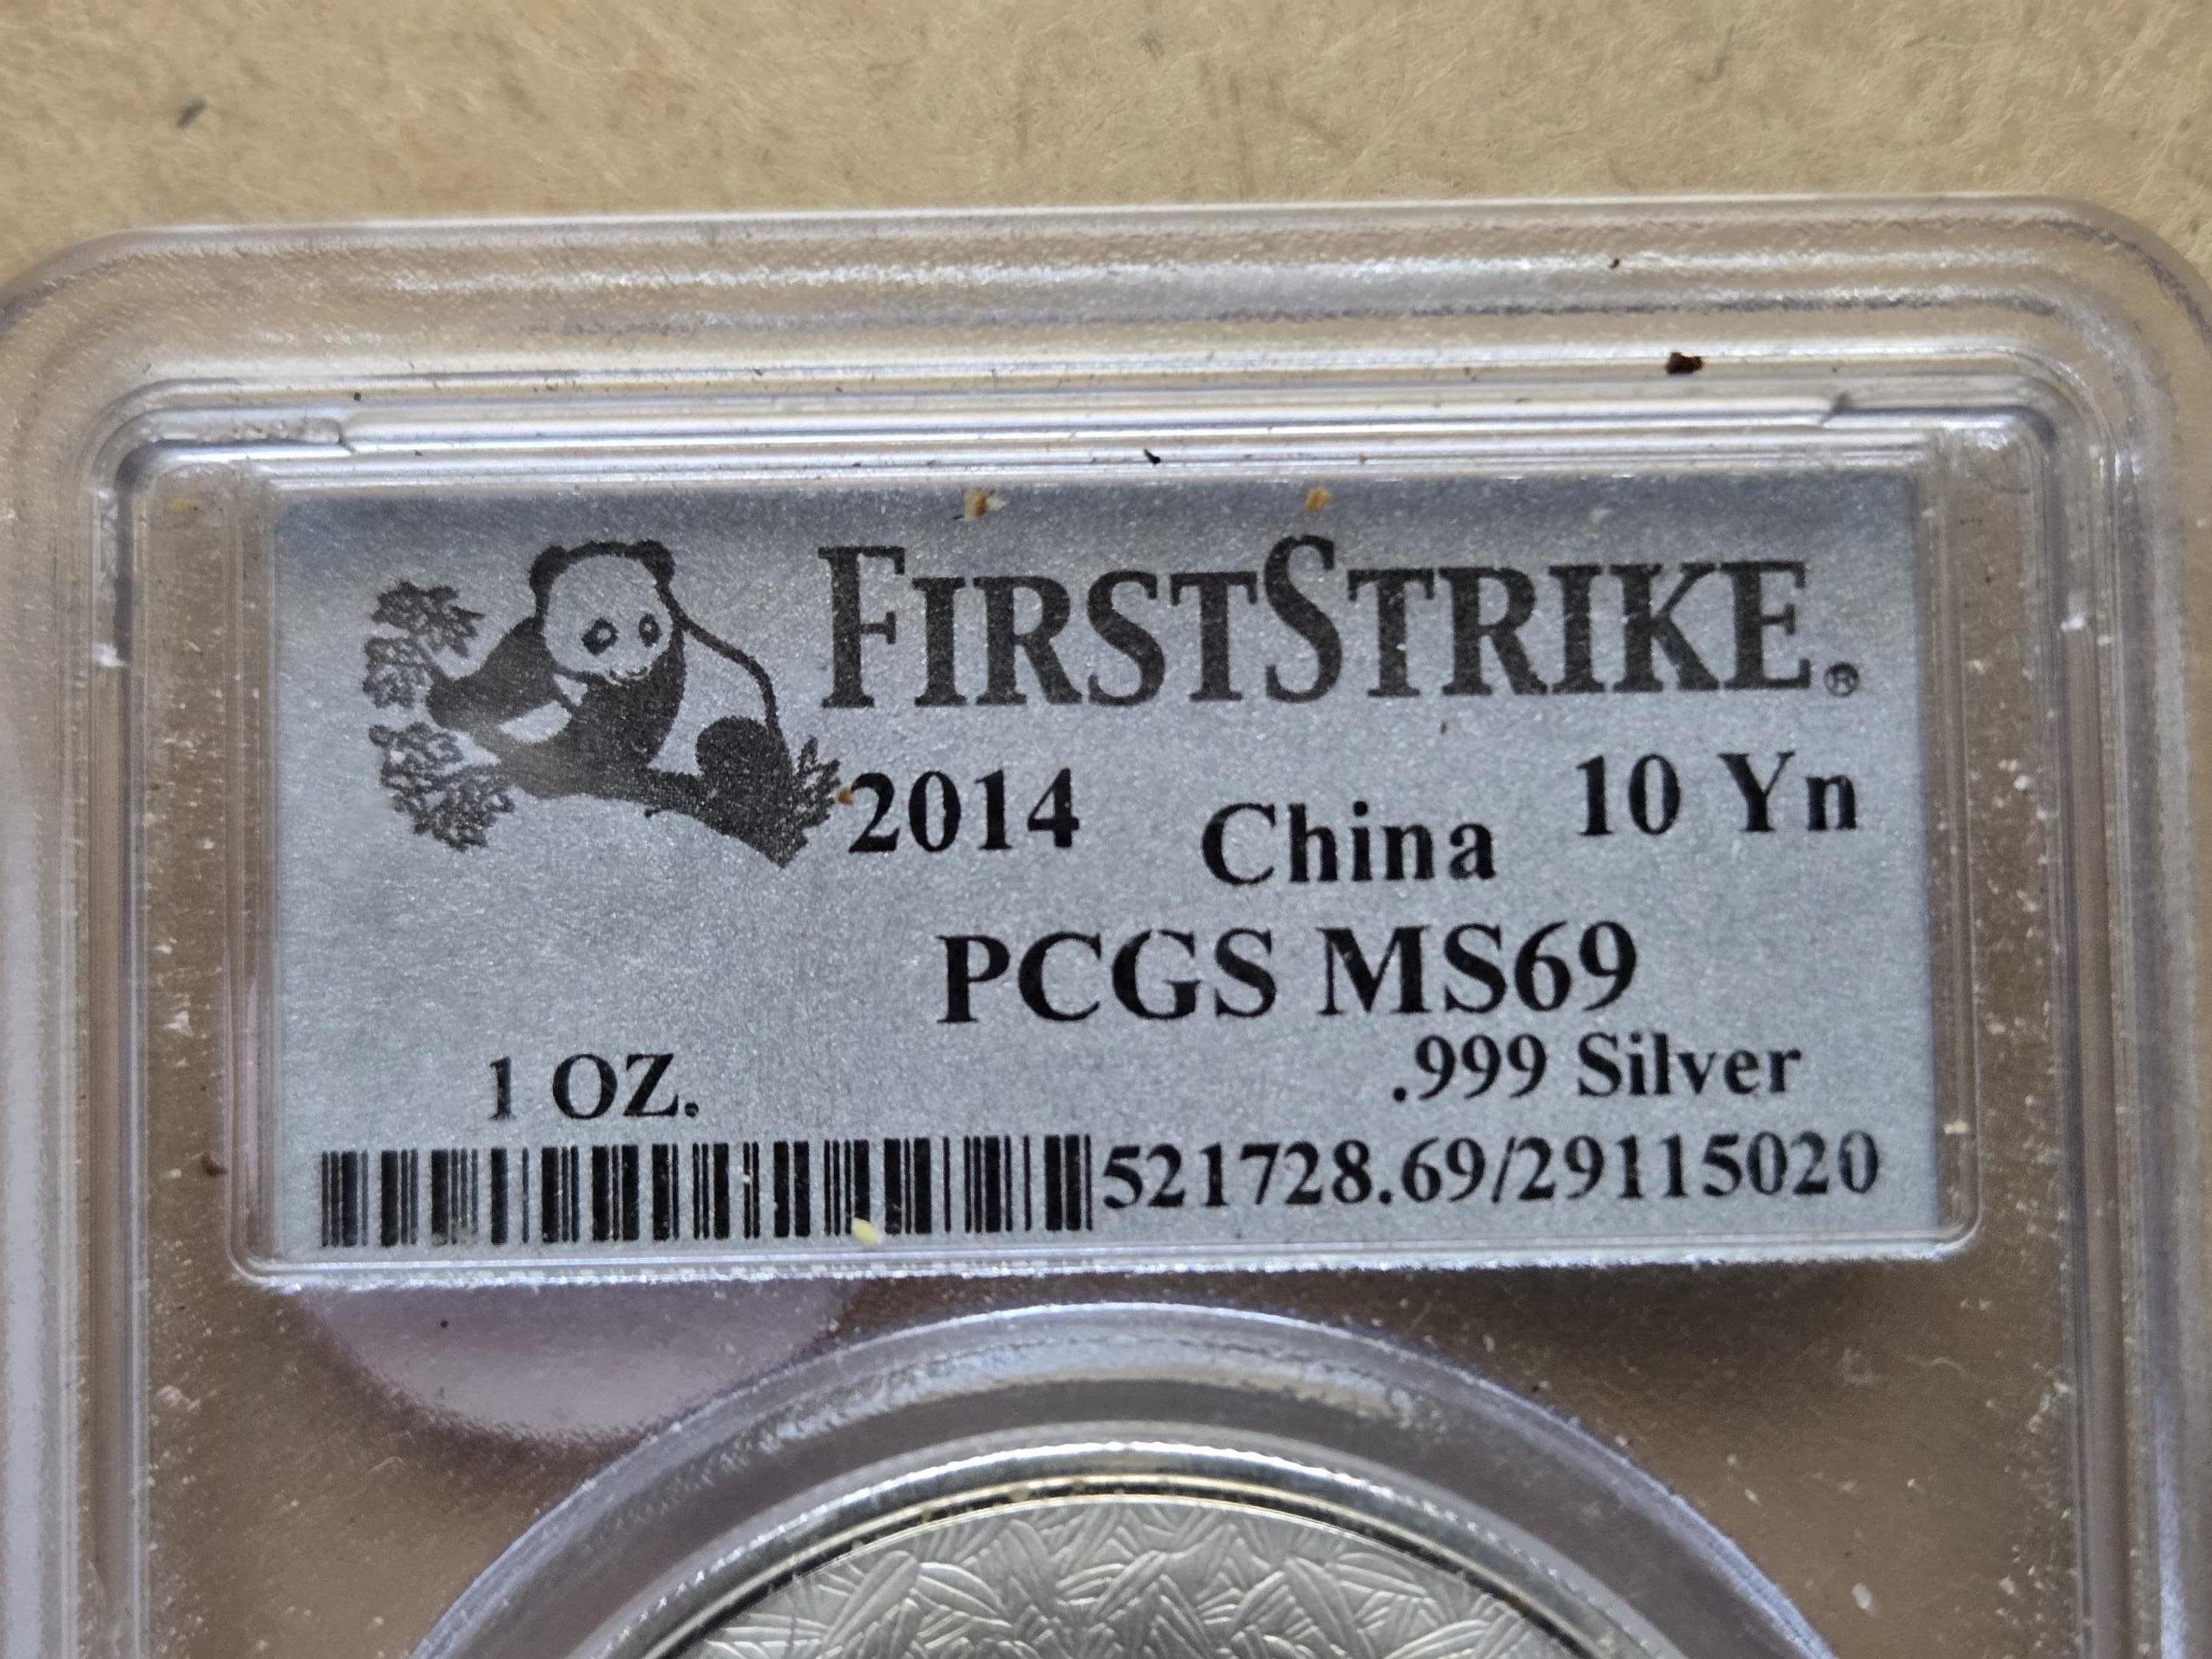 FIRSTSTRIKE®
2014 China 10 Yn
PCGS MS69
1 OZ. .999 Silver
521728.69/29115020